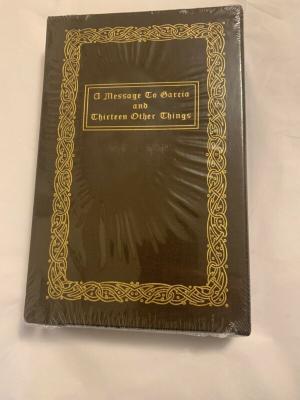 A Message To Garcia
and
Thirteen Other Things